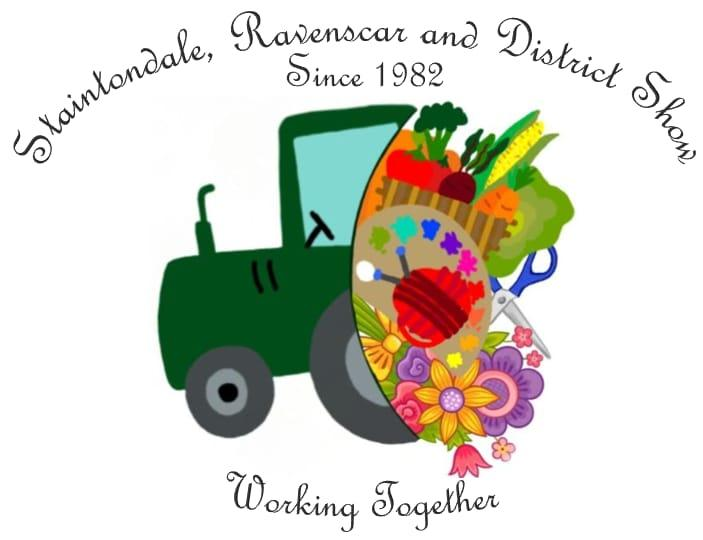 Staintondale, Ravenscar and District Show
Since 1982
Working Together